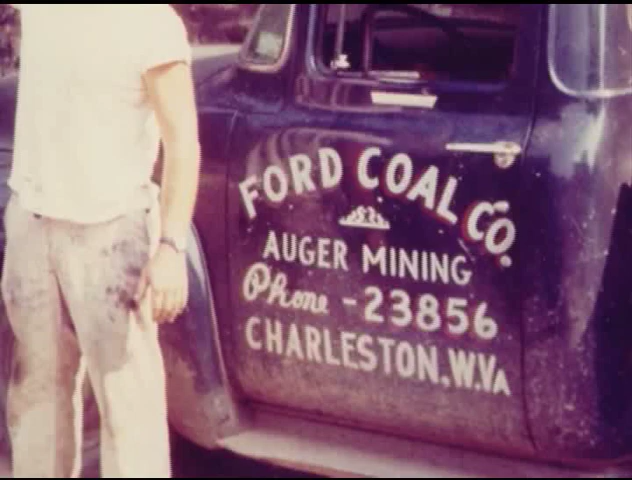 FORD COAL CO.
AUGER MINING
Phone - 23856
CHARLESTON.W.VA